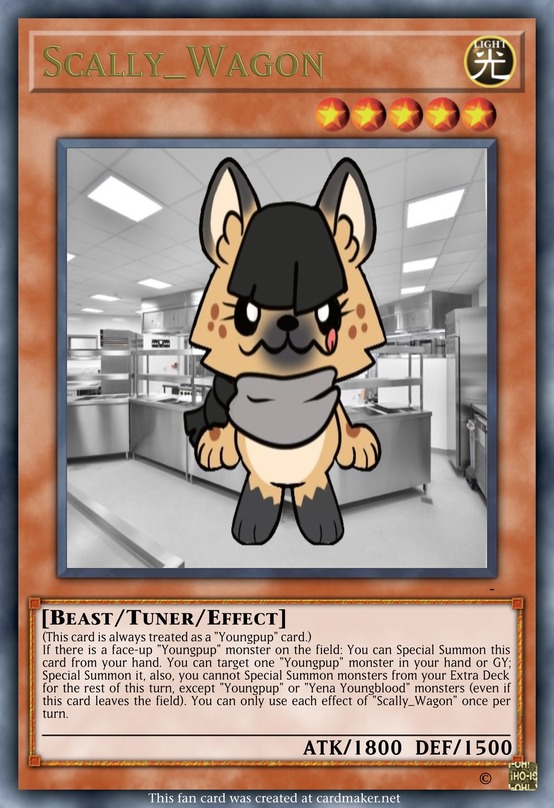 Scally_Wagon
LIGHT
光
-
[Beast/Tuner/Effect]
(This card is always treated as a "Youngpup" card.)
If there is a face-up "Youngpup" monster on the field: You can Special Summon this
card from your hand. You can target one "Youngpup" monster in your hand or GY;
Special Summon it, also, you cannot Special Summon monsters from your Extra Deck
for the rest of this turn, except "Youngpup" or "Yena Youngblood" monsters (even if
this card leaves the field). You can only use each effect of "Scally_Wagon" once per
turn.
ATK/1800 DEF/1500
©
This fan card was created at cardmaker.net